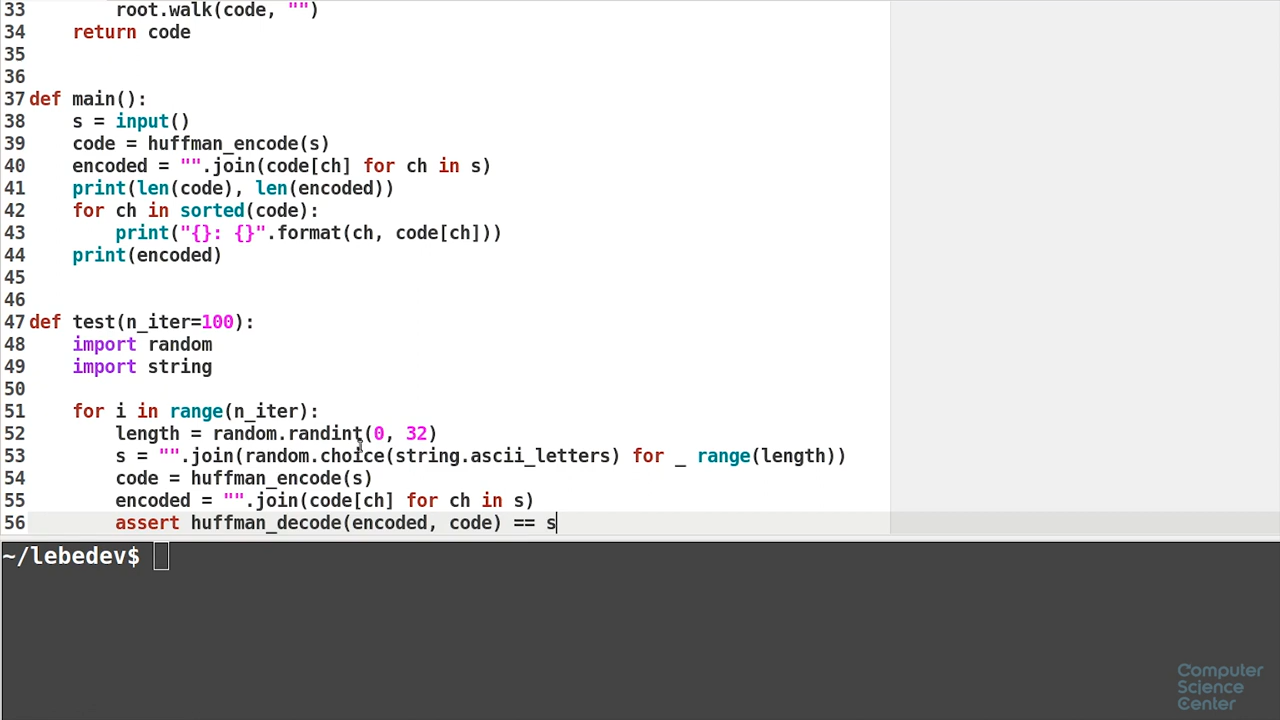 33         root.walk(code, "")
34     return code
35
36
37 def main():
38     s = input()
39     code = huffman_encode(s)
40     encoded = "".join(code[ch] for ch in s)
41     print(len(code), len(encoded))
42     for ch in sorted(code):
43         print("{}: {}".format(ch, code[ch]))
44     print(encoded)
45
46
47 def test(n_iter=100):
48     import random
49     import string
50
51     for i in range(n_iter):
52         length = random.randint(0, 32)
53         s = "".join(random.choice(string.ascii_letters) for _ range(length))
54         code = huffman_encode(s)
55         encoded = "".join(code[ch] for ch in s)
56         assert huffman_decode(encoded, code) == s
~/lebedev$
Computer
Science
Center